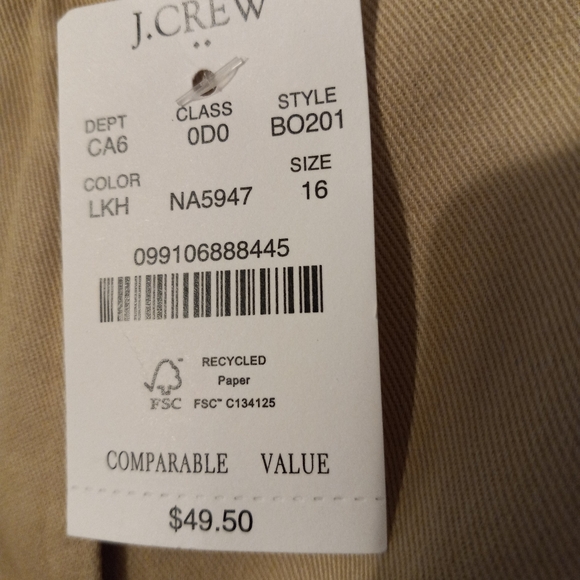 J.CREW
DEPT CLASS STYLE
CA6 0D0 BO201
COLOR SIZE
LKH NA5947 16
099106888445
RECYCLED
Paper
FSC FSC™ C134125
COMPARABLE VALUE
$49.50